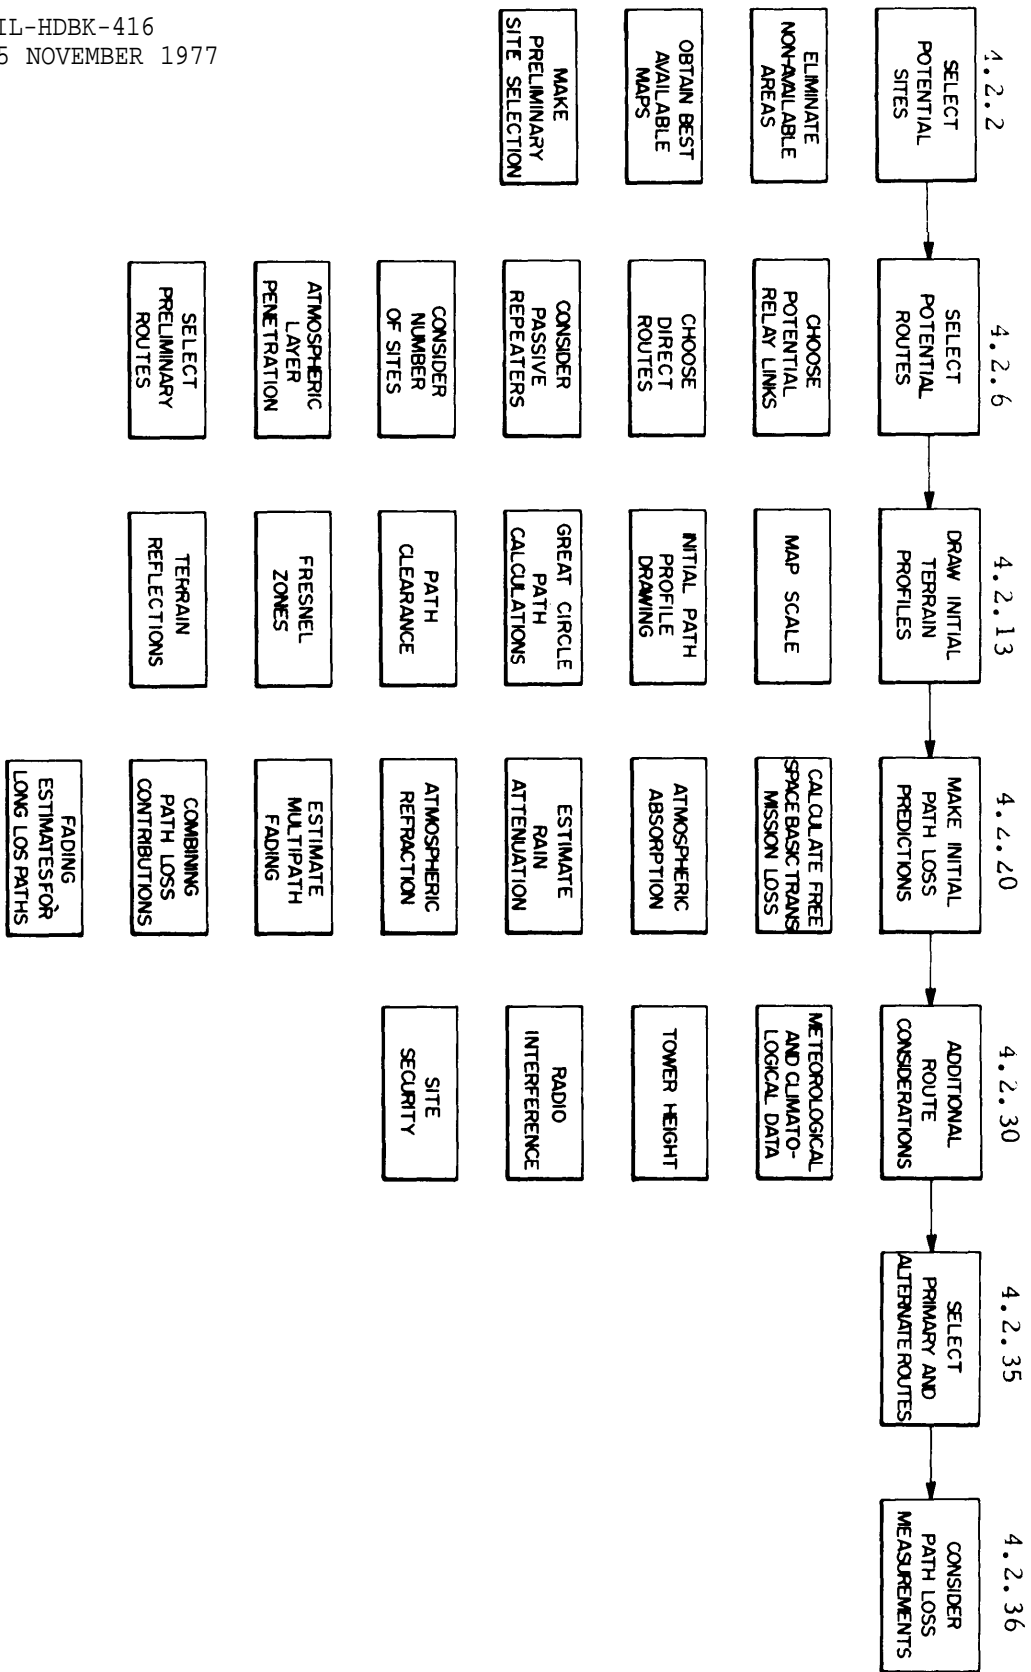 IL-HDBK-416
5 NOVEMBER 1977
4.2.2
SELECT
POTENTIAL
SITES
ELIMINATE
NON-AVAILABLE
AREAS
OBTAIN BEST
AVAILABLE
MAPS
MAKE
PRELIMINARY
SITE SELECTION
4.2.6
SELECT
POTENTIAL
ROUTES
CHOOSE
POTENTIAL
RELAY LINKS
CHOOSE
DIRECT
ROUTES
CONSIDER
PASSIVE
REPEATERS
CONSIDER
NUMBER
OF SITES
ATMOSPHERIC
LAYER
PENETRATION
SELECT
PRELIMINARY
ROUTES
4.2.13
DRAW INITIAL
TERRAIN
PROFILES
MAP SCALE
INITIAL PATH
PROFILE
DRAWING
GREAT CIRCLE
PATH
CALCULATIONS
PATH
CLEARANCE
FRESNEL
ZONES
TERRAIN
REFLECTIONS
4.2.20
MAKE INITIAL
PATH LOSS
PREDICTIONS
CALCULATE FREE
SPACE BASIC TRANS
MISSION LOSS
ATMOSPHERIC
ABSORPTION
ESTIMATE
RAIN
ATTENUATION
ATMOSPHERIC
REFRACTION
ESTIMATE
MULTIPATH
FADING
COMBINING
PATH LOSS
CONTRIBUTIONS
FADING
ESTIMATES FOR
LONG LOS PATHS
4.2.30
ADDITIONAL
ROUTE
CONSIDERATIONS
METEOROLOGICAL
AND CLIMATO-
LOGICAL DATA
TOWER HEIGHT
RADIO
INTERFERENCE
SITE
SECURITY
4.2.35
SELECT
PRIMARY AND
ALTERNATE ROUTES
4.2.36
CONSIDER
PATH LOSS
MEASUREMENTS